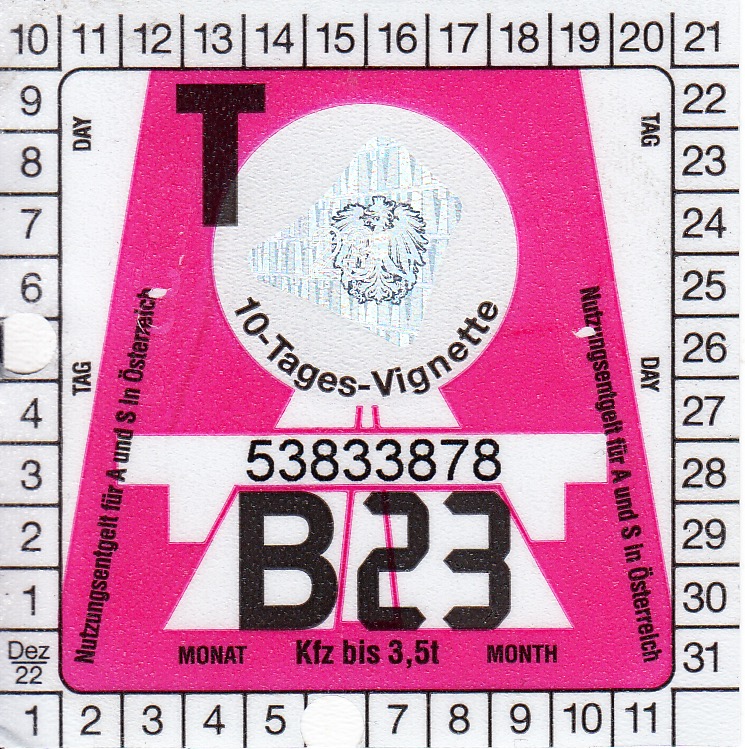 10 11 12 13 14 15 16 17 18 19 20 21
9 22
8 23
7 24
6 25
26
4 27
3 28
2 29
1 30
Dez
22
31
1 2 3 4 5 7 8 9 10 11
DAY
TAG
TAG
DAY
T
10-Tages-Vignette
Nutzungsentgelt für A und S in Österreich
Nutzungsentgelt für A und S in Österreich
53833878
B23
MONAT Kfz bis 3,5t MONTH